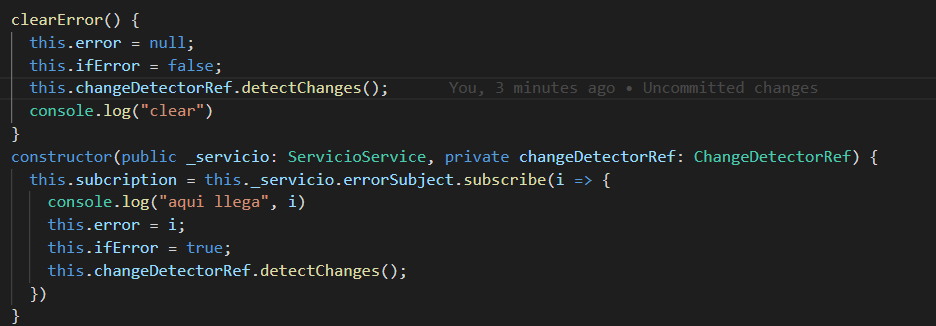 clearError() {
this.error = null;
this.ifError = false;
this.changeDetectorRef.detectChanges(); You, 3 minutes ago • Uncommitted changes
console.log("clear")
}
constructor(public _servicio: ServicioService, private changeDetectorRef: ChangeDetectorRef) {
this.subcription = this._servicio.errorSubject.subscribe(i => {
console.log("aqui llega", i)
this.error = i;
this.ifError = true;
this.changeDetectorRef.detectChanges();
})
}